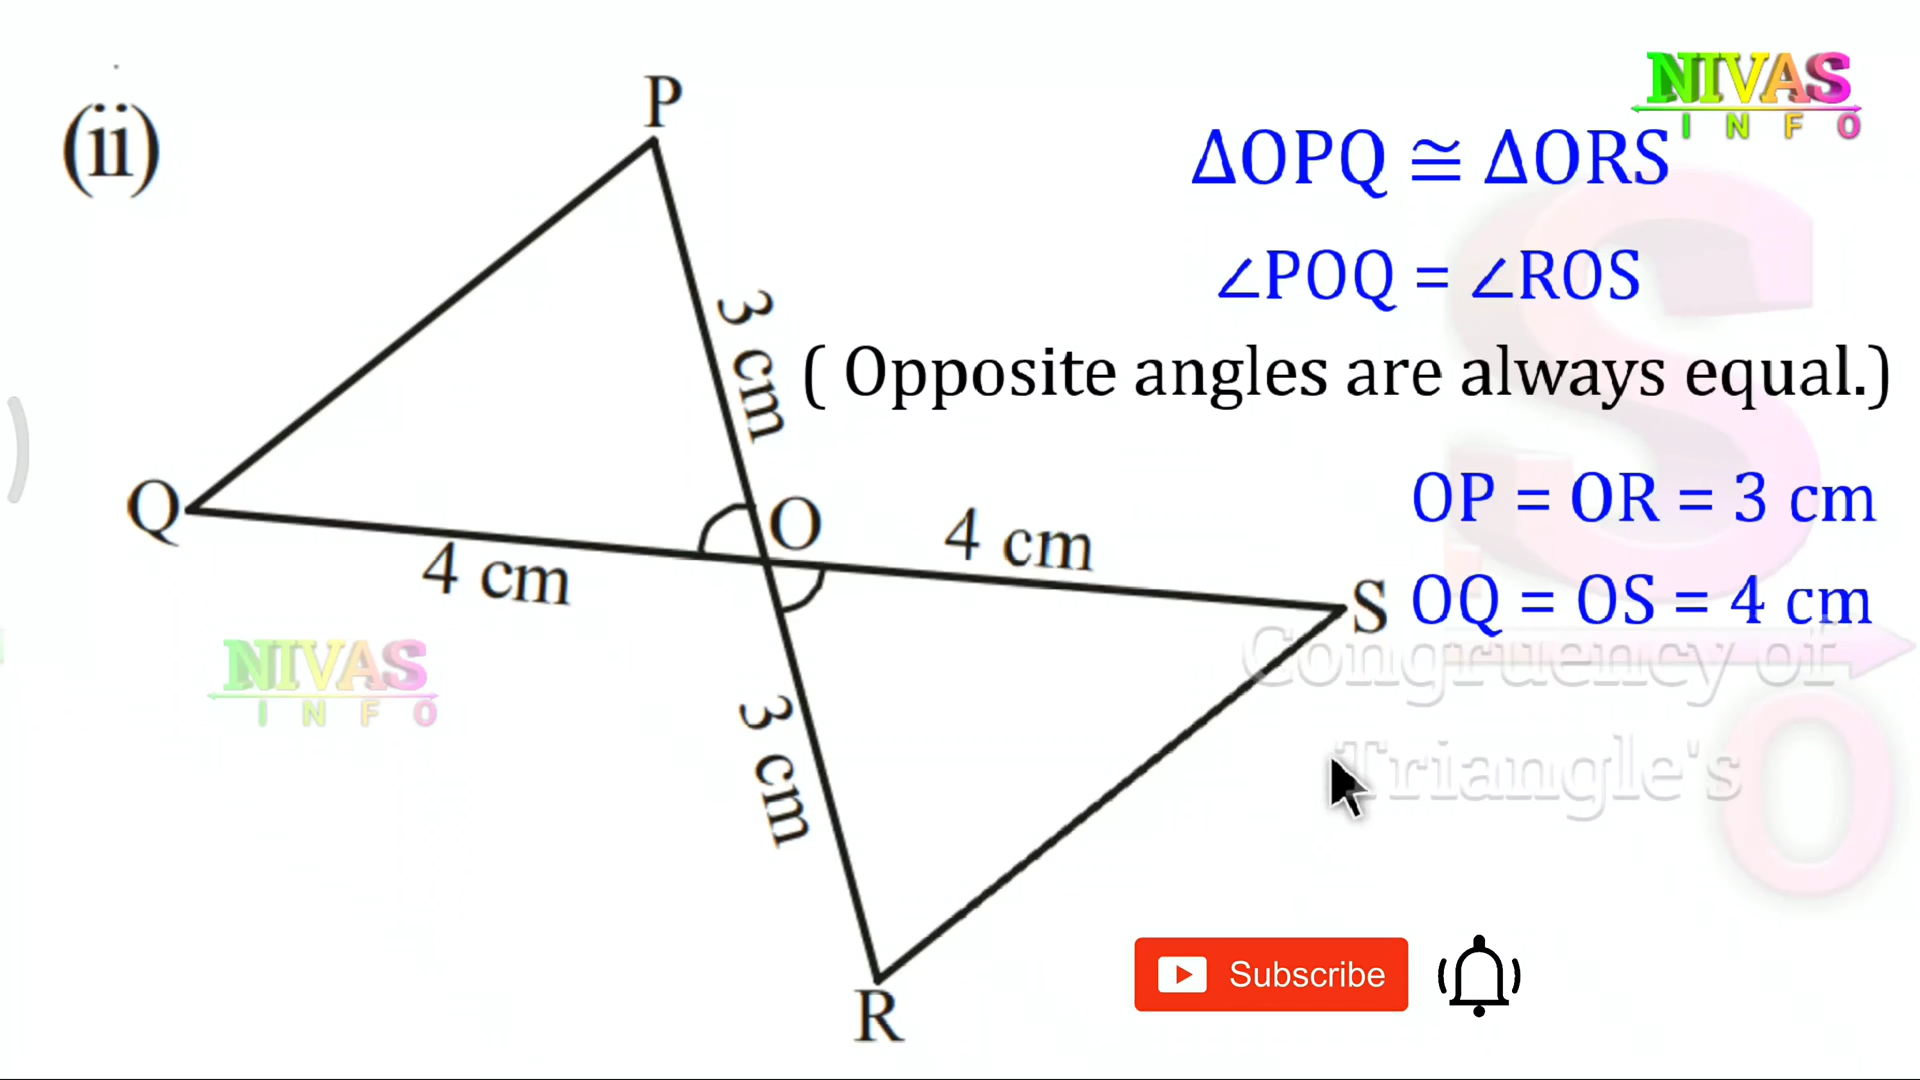 NIVAS
INFO
(ii)
P
ΔOPQ ≅ ΔORS
∠POQ = ∠ROS
( Opposite angles are always equal.)
3 cm
OP = OR = 3 cm
Q
O
4 cm
4 cm
S
OQ = OS = 4 cm
NIVAS
INFO
Congruency of
Triangle's
3 cm
S
O
R
Subscribe